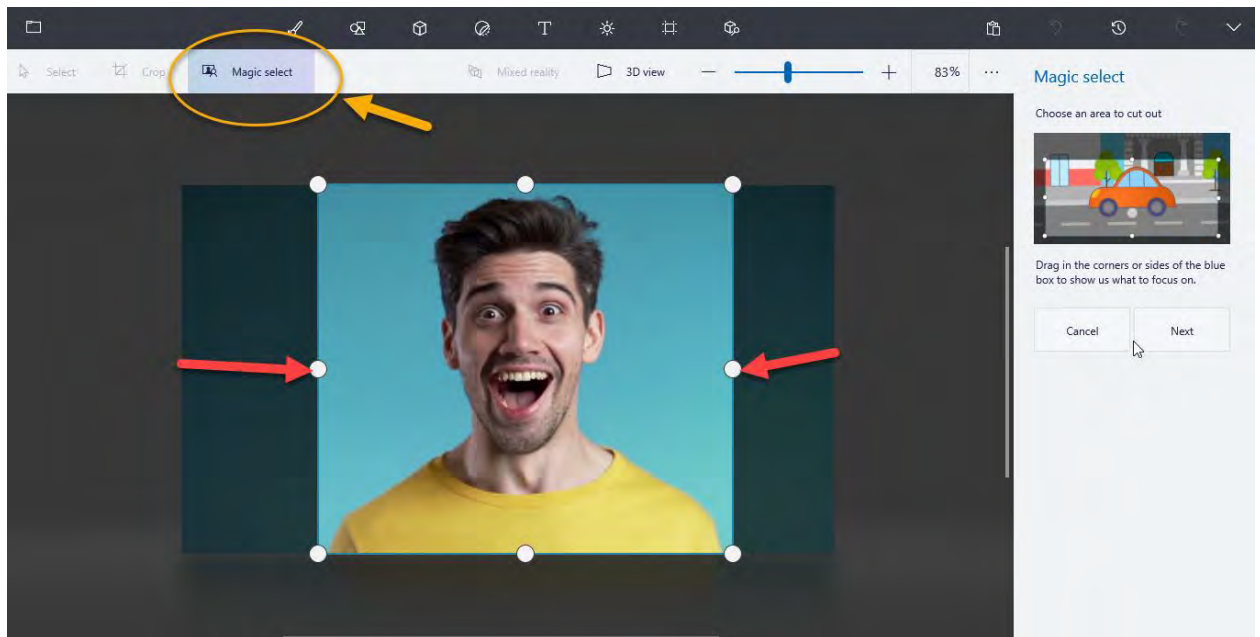 T
Select
Crop
Magic select
Mixed reality
3D view
83%
Magic select
Choose an area to cut out
Drag in the corners or sides of the blue
box to show us what to focus on.
Cancel
Next